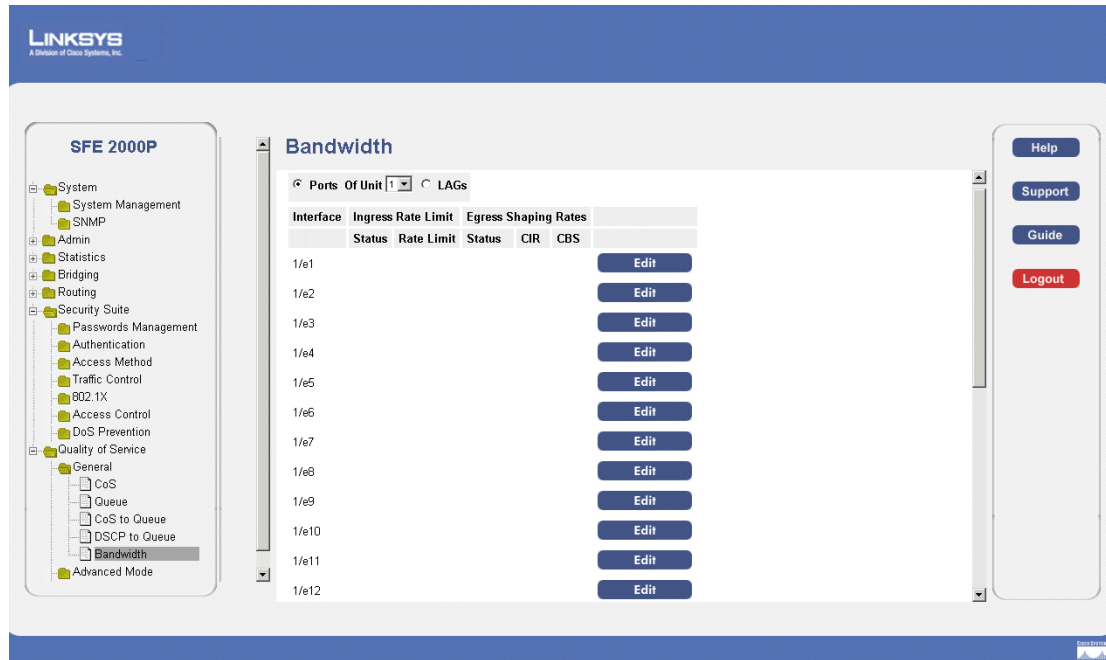 LINKSYS
A Division of Cisco Systems, Inc.
SFE 2000P
System
System Management
SNMP
Admin
Statistics
Bridging
Routing
Security Suite
Passwords Management
Authentication
Access Method
Traffic Control
802.1X
Access Control
DoS Prevention
Quality of Service
General
CoS
Queue
CoS to Queue
DSCP to Queue
Bandwidth
Advanced Mode
Bandwidth
Ports Of Unit 1 LAGs
Interface Ingress Rate Limit Egress Shaping Rates
Status Rate Limit Status CIR CBS
1/e1 Edit
1/e2 Edit
1/e3 Edit
1/e4 Edit
1/e5 Edit
1/e6 Edit
1/e7 Edit
1/e8 Edit
1/e9 Edit
1/e10 Edit
1/e11 Edit
1/e12 Edit
Help
Support
Guide
Logout